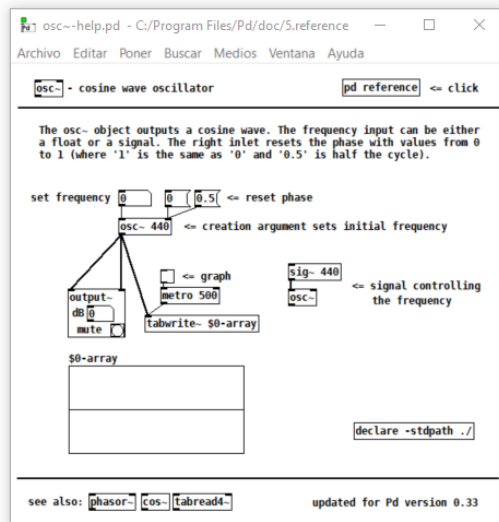 osc~-help.pd - C:/Program Files/Pd/doc/5.reference
Archivo Editar Poner Buscar Medios Ventana Ayuda
osc~ - cosine wave oscillator pd reference <= click
The osc~ object outputs a cosine wave. The frequency input can be either
a float or a signal. The right inlet resets the phase with values from 0
to 1 (where '1' is the same as '0' and '0.5' is half the cycle).
set frequency 0 0 0.5 <= reset phase
osc~ 440 <= creation argument sets initial frequency
<= graph
metro 500
output~
dB 0
mute
tabwrite~ $0-array
sig~ 440
osc~
<= signal controlling
the frequency
$0-array
declare -stdpath ./
see also: phasor~ cos~ tabread4~ updated for Pd version 0.33